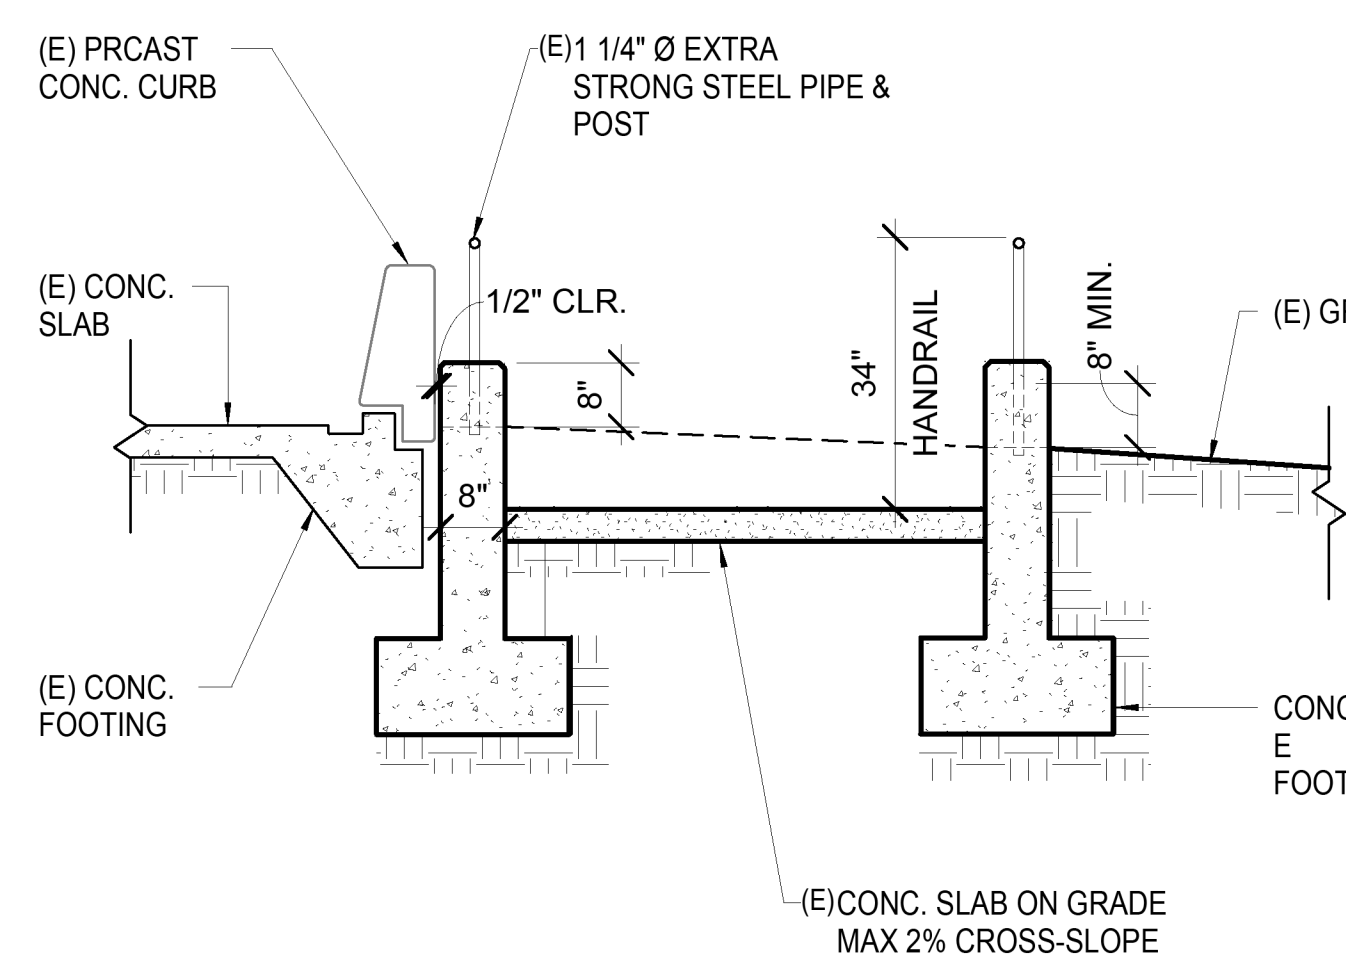 (E) PRCAST
CONC. CURB
(E) 1 1/4" Ø EXTRA
STRONG STEEL PIPE &
POST
(E) CONC.
SLAB
1/2" CLR.
8"
34"
HANDRAIL
8" MIN.
(E)
8"
(E) CONC.
FOOTING
E
(E) CONC. SLAB ON GRADE
MAX 2% CROSS-SLOPE